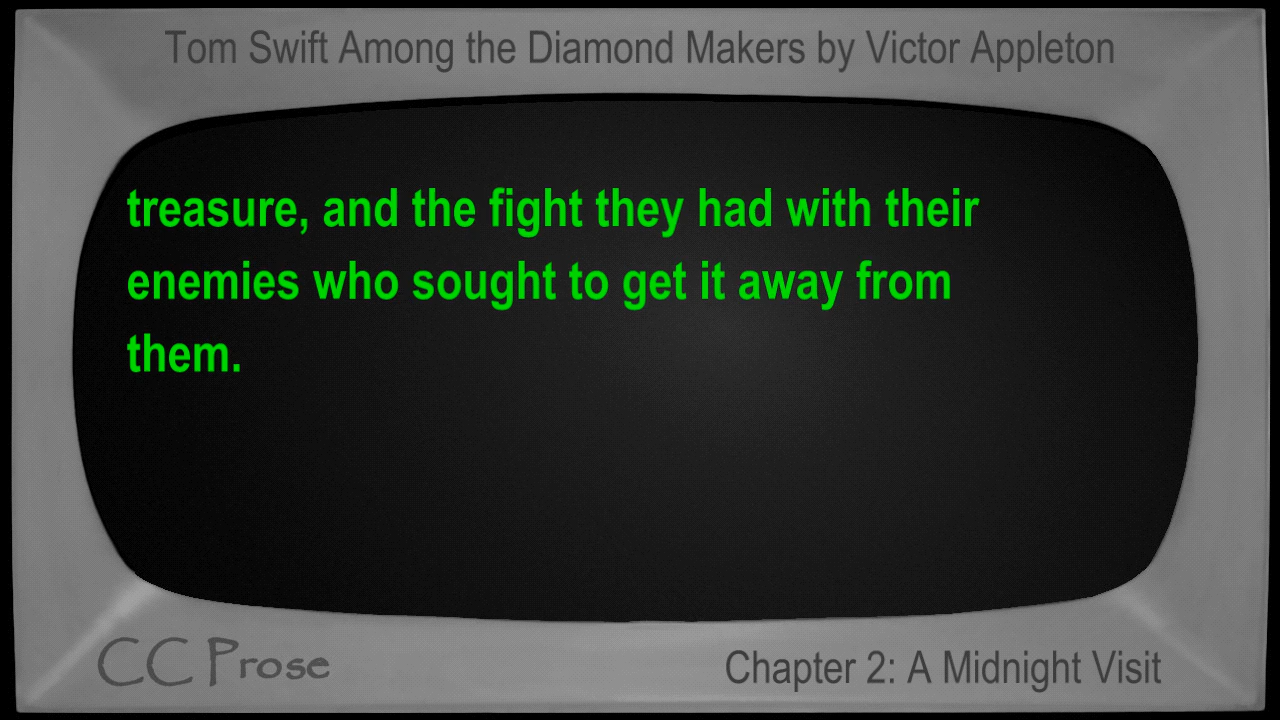 Tom Swift Among the Diamond Makers by Victor Appleton
treasure, and the fight they had with their
enemies who sought to get it away from
them.
CC Prose
Chapter 2: A Midnight Visit